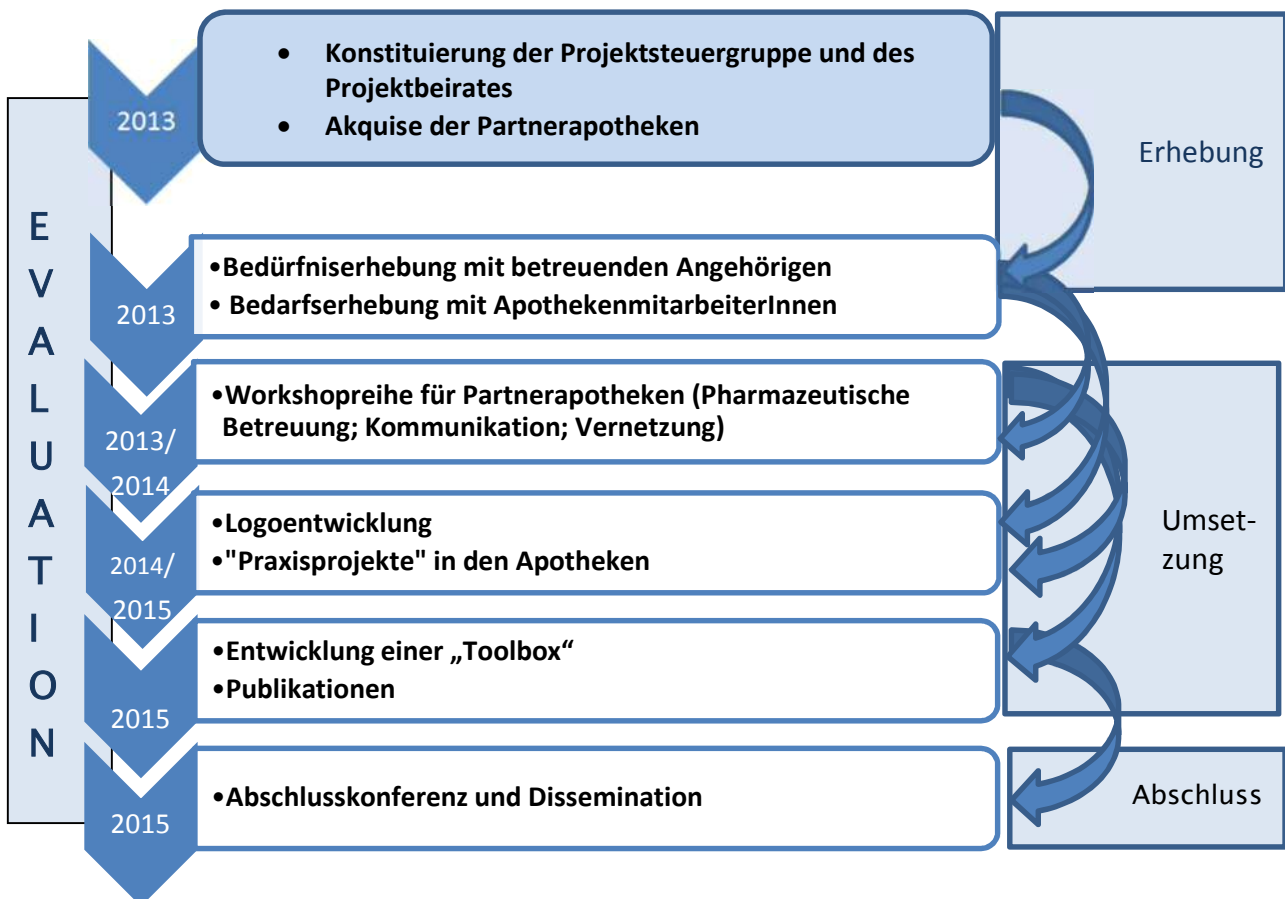 • Konstituierung der Projektsteuergruppe und des
Projektbeirates
• Akquise der Partnerapotheken
2013
Erhebung
EVALUATION
•Bedürfniserhebung mit betreuenden Angehörigen
• Bedarfserhebung mit ApothekenmitarbeiterInnen
2013
•Workshopreihe für Partnerapotheken (Pharmazeutische
Betreuung; Kommunikation; Vernetzung)
2013/
2014
•Logoentwicklung
•"Praxisprojekte" in den Apotheken
2014/
2015
Umset-
zung
•Entwicklung einer „Toolbox“
•Publikationen
2015
•Abschlusskonferenz und Dissemination
2015
Abschluss